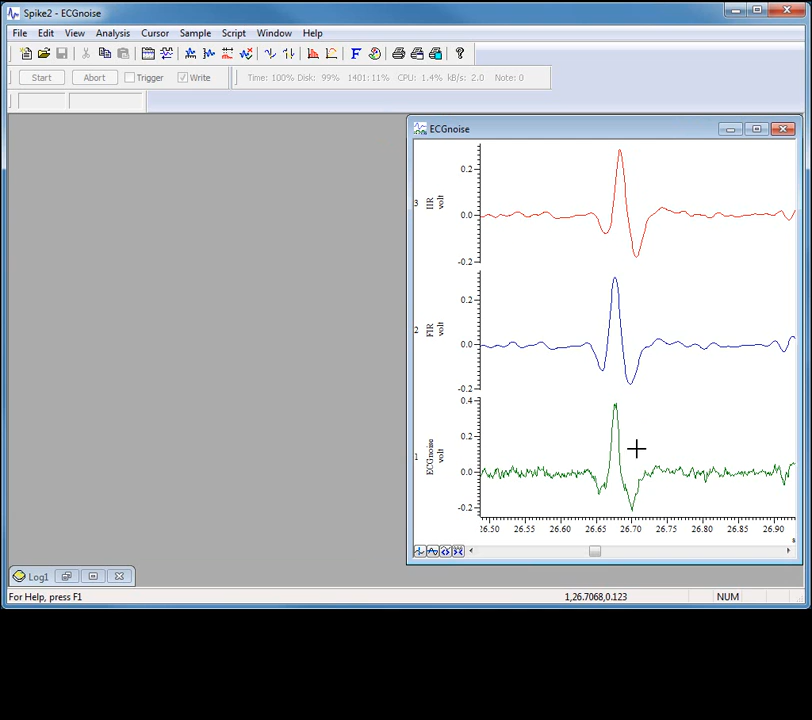 Spike2 - ECGnoise
File Edit View Analysis Cursor Sample Script Window Help
Start Abort Trigger Write Time: 100% Disk: 99% 1401:11% CPU: 1.4% kB/s: 2.0 Note: 0
ECGnoise
0.2
3 IIR volt 0.0
-0.2
0.2
2 FIR volt 0.0
-0.2
0.4
0.2
1 ECGnoise volt 0.0
-0.2
26.50 26.55 26.60 26.65 26.70 26.75 26.80 26.85 26.90
s
Log1
For Help, press F1 1,26.7068,0.123 NUM